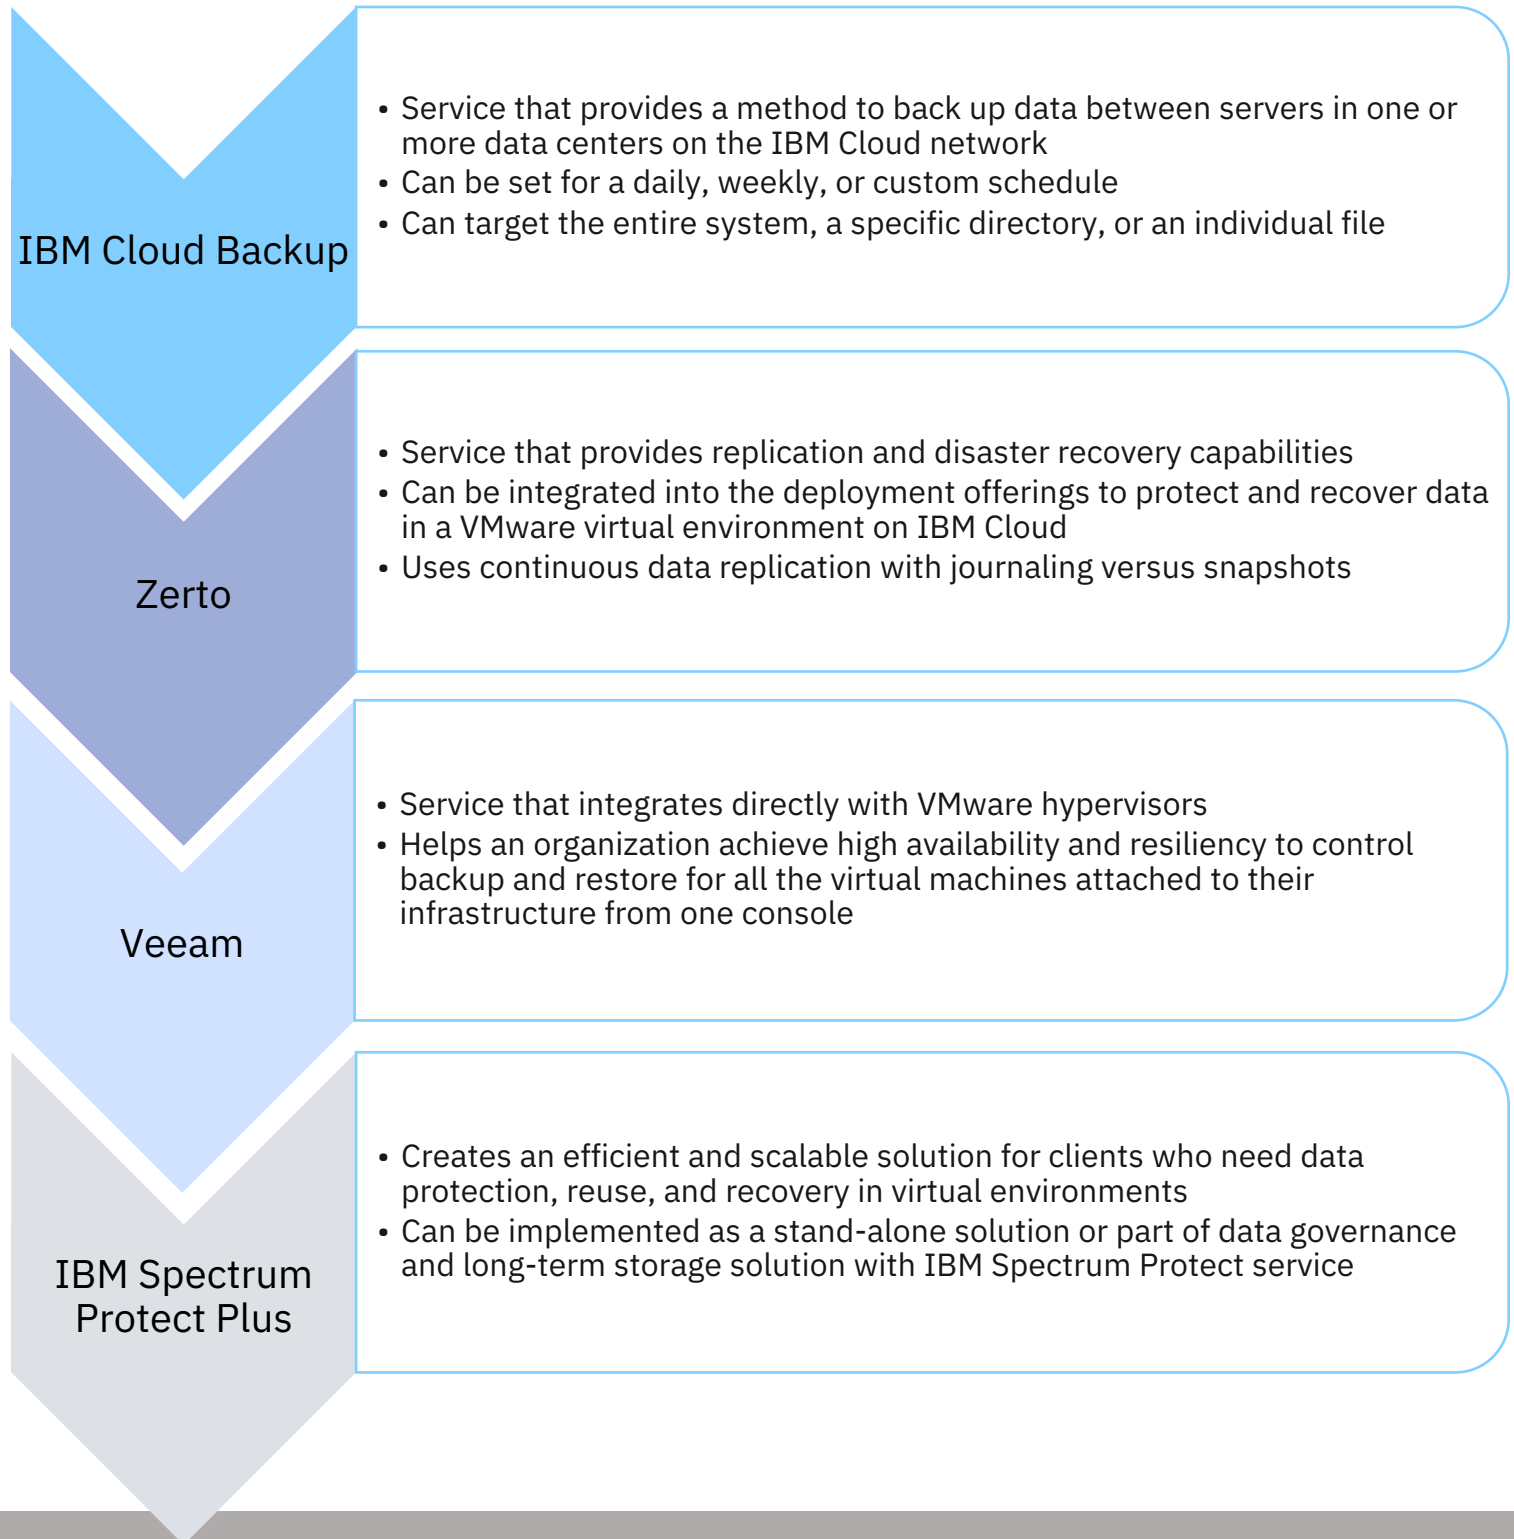 IBM Cloud Backup
• Service that provides a method to back up data between servers in one or
more data centers on the IBM Cloud network
• Can be set for a daily, weekly, or custom schedule
• Can target the entire system, a specific directory, or an individual file
Zerto
• Service that provides replication and disaster recovery capabilities
• Can be integrated into the deployment offerings to protect and recover data
in a VMware virtual environment on IBM Cloud
• Uses continuous data replication with journaling versus snapshots
Veeam
• Service that integrates directly with VMware hypervisors
• Helps an organization achieve high availability and resiliency to control
backup and restore for all the virtual machines attached to their
infrastructure from one console
IBM Spectrum
Protect Plus
• Creates an efficient and scalable solution for clients who need data
protection, reuse, and recovery in virtual environments
• Can be implemented as a stand-alone solution or part of data governance
and long-term storage solution with IBM Spectrum Protect service